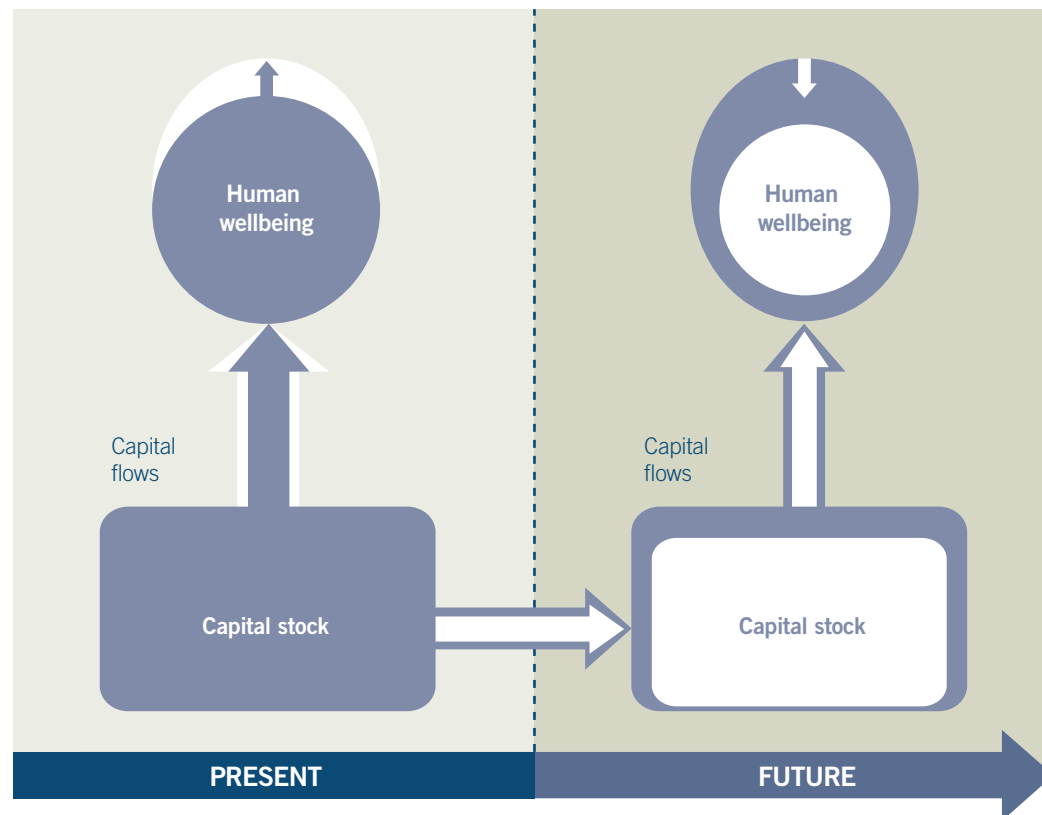 Human
wellbeing
Human
wellbeing
Capital
flows
Capital
flows
Capital stock
Capital stock
PRESENT
FUTURE